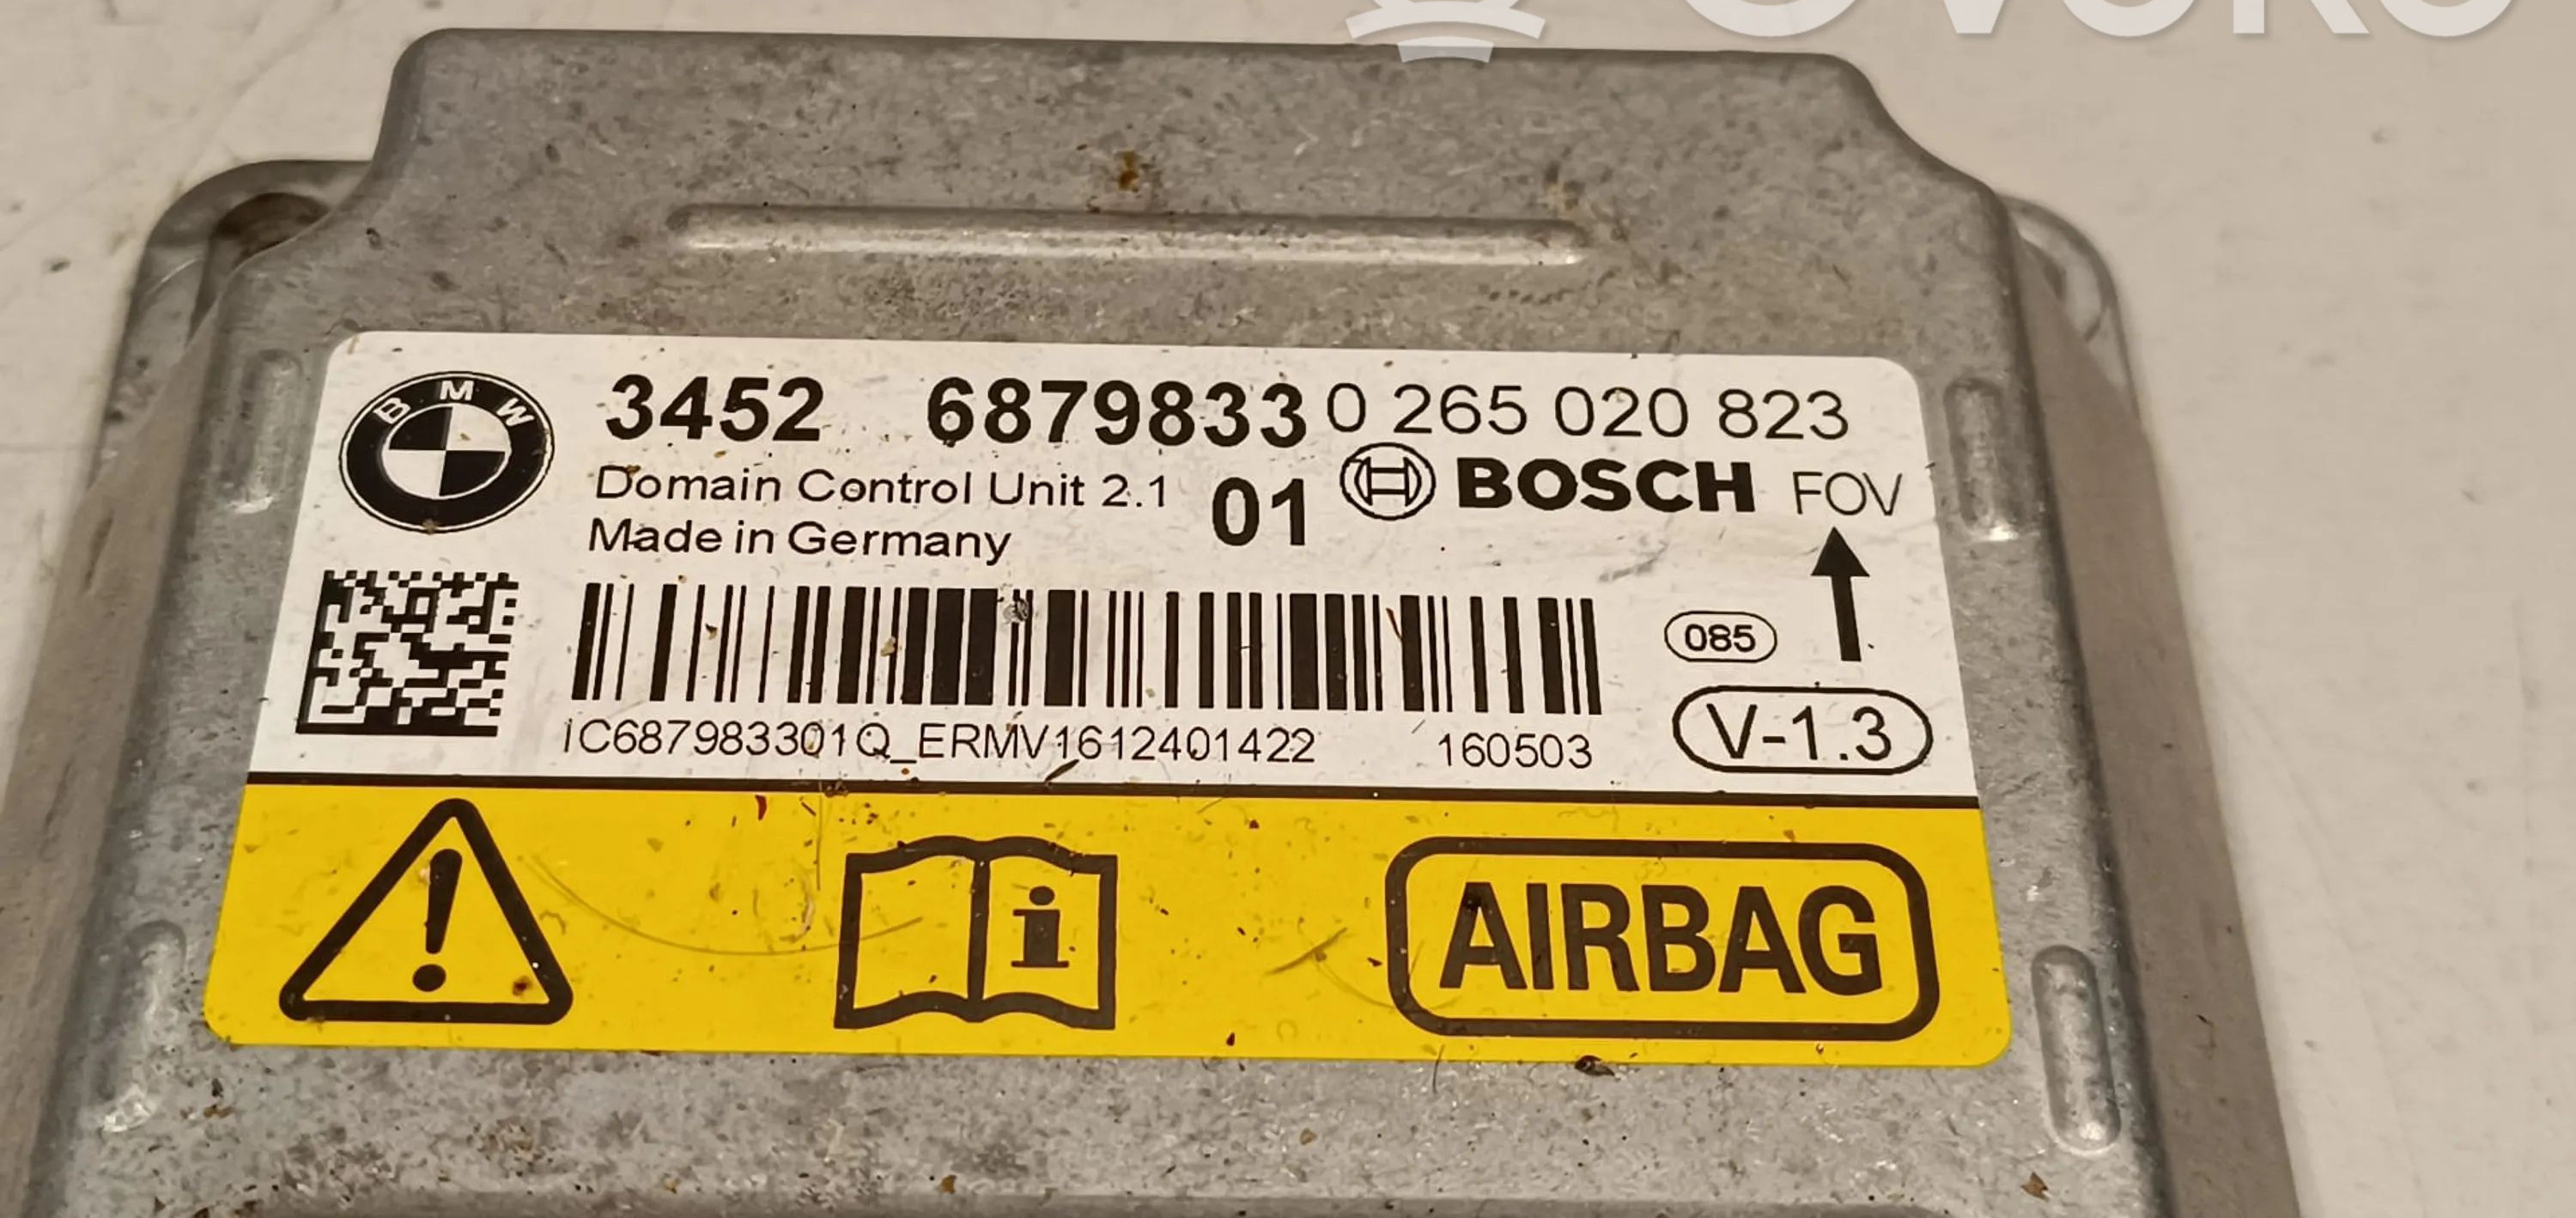 OVOKO
BMW
3452 6879833 0 265 020 823
Domain Control Unit 2.1 01 BOSCH FOV
Made in Germany
085
IC687983301Q_ERMV1612401422 160503
V-1.3
AIRBAG